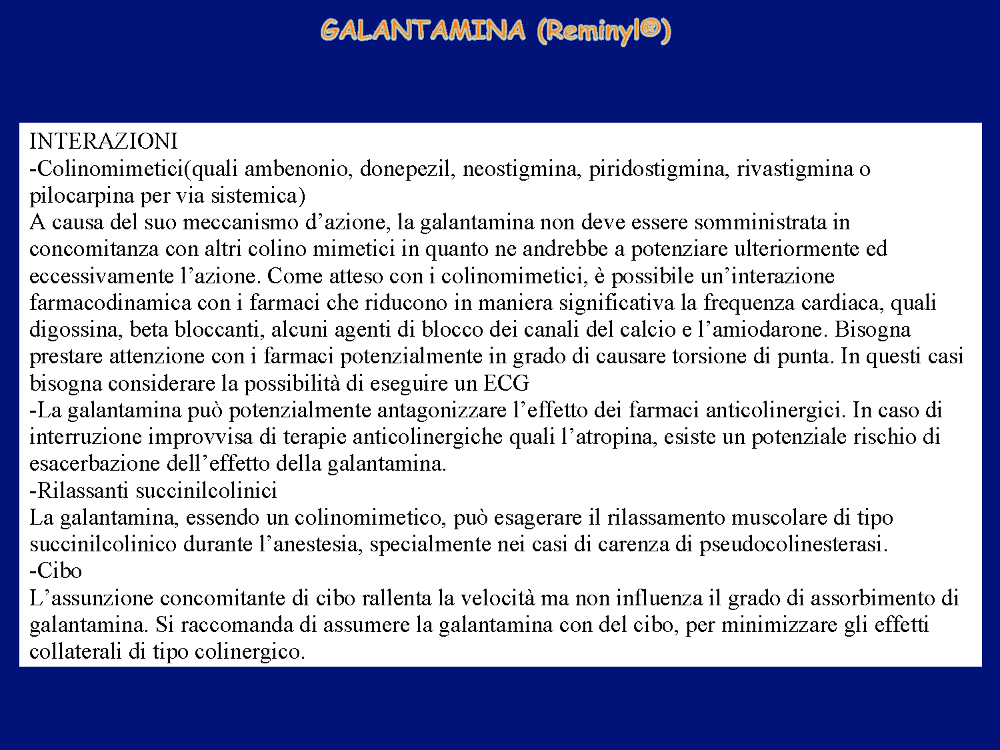 GALANTAMINA (Reminyl®)
INTERAZIONI
-Colinomimetici(quali ambenonio, donepezil, neostigmina, piridostigmina, rivastigmina o
pilocarpina per via sistemica)
A causa del suo meccanismo d’azione, la galantamina non deve essere somministrata in
concomitanza con altri colino mimetici in quanto ne andrebbe a potenziare ulteriormente ed
eccessivamente l’azione. Come atteso con i colinomimetici, è possibile un’interazione
farmacodinamica con i farmaci che riducono in maniera significativa la frequenza cardiaca, quali
digossina, beta bloccanti, alcuni agenti di blocco dei canali del calcio e l’amiodarone. Bisogna
prestare attenzione con i farmaci potenzialmente in grado di causare torsione di punta. In questi casi
bisogna considerare la possibilità di eseguire un ECG
-La galantamina può potenzialmente antagonizzare l’effetto dei farmaci anticolinergici. In caso di
interruzione improvvisa di terapie anticolinergiche quali l’atropina, esiste un potenziale rischio di
esacerbazione dell’effetto della galantamina.
-Rilassanti succinilcolinici
La galantamina, essendo un colinomimetico, può esagerare il rilassamento muscolare di tipo
succinilcolinico durante l’anestesia, specialmente nei casi di carenza di pseudocolinesterasi.
-Cibo
L’assunzione concomitante di cibo rallenta la velocità ma non influenza il grado di assorbimento di
galantamina. Si raccomanda di assumere la galantamina con del cibo, per minimizzare gli effetti
collaterali di tipo colinergico.